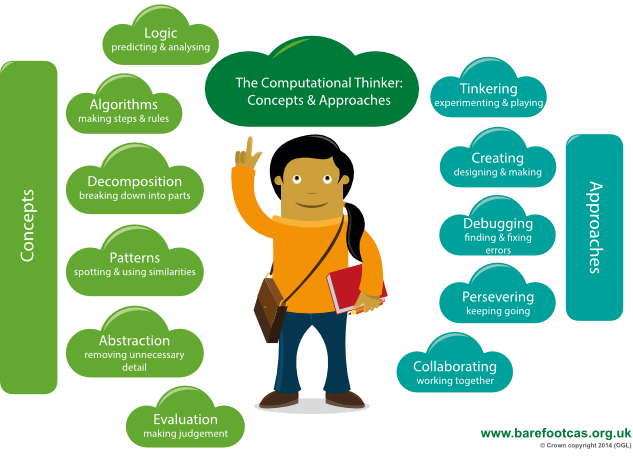 The Computational Thinker:
Concepts & Approaches
Concepts
Logic
predicting & analysing
Algorithms
making steps & rules
Decomposition
breaking down into parts
Patterns
spotting & using similarities
Abstraction
removing unnecessary
detail
Evaluation
making judgement
Approaches
Tinkering
experimenting & playing
Creating
designing & making
Debugging
finding & fixing
errors
Persevering
keeping going
Collaborating
working together
www.barefootcas.org.uk
© Crown copyright 2014 (OGL)